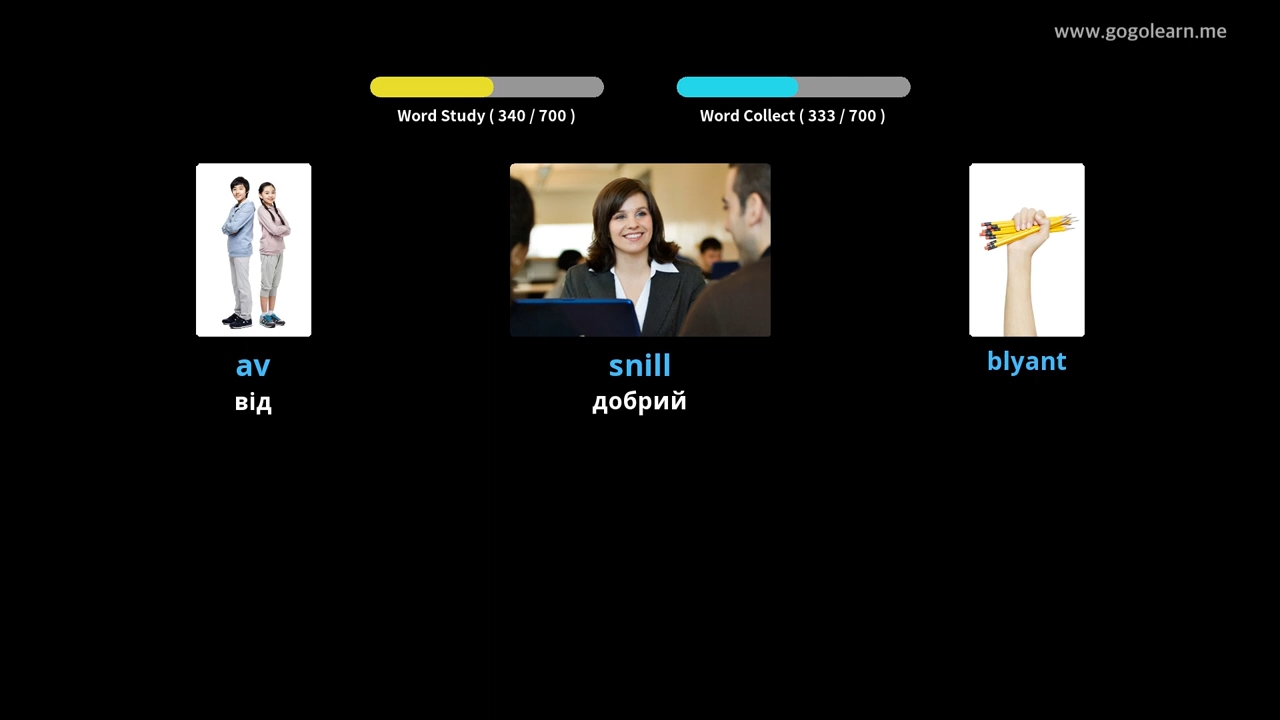 www.gogolearn.me
Word Study ( 340 / 700 )
Word Collect ( 333 / 700 )
av
від
snill
добрий
blyant